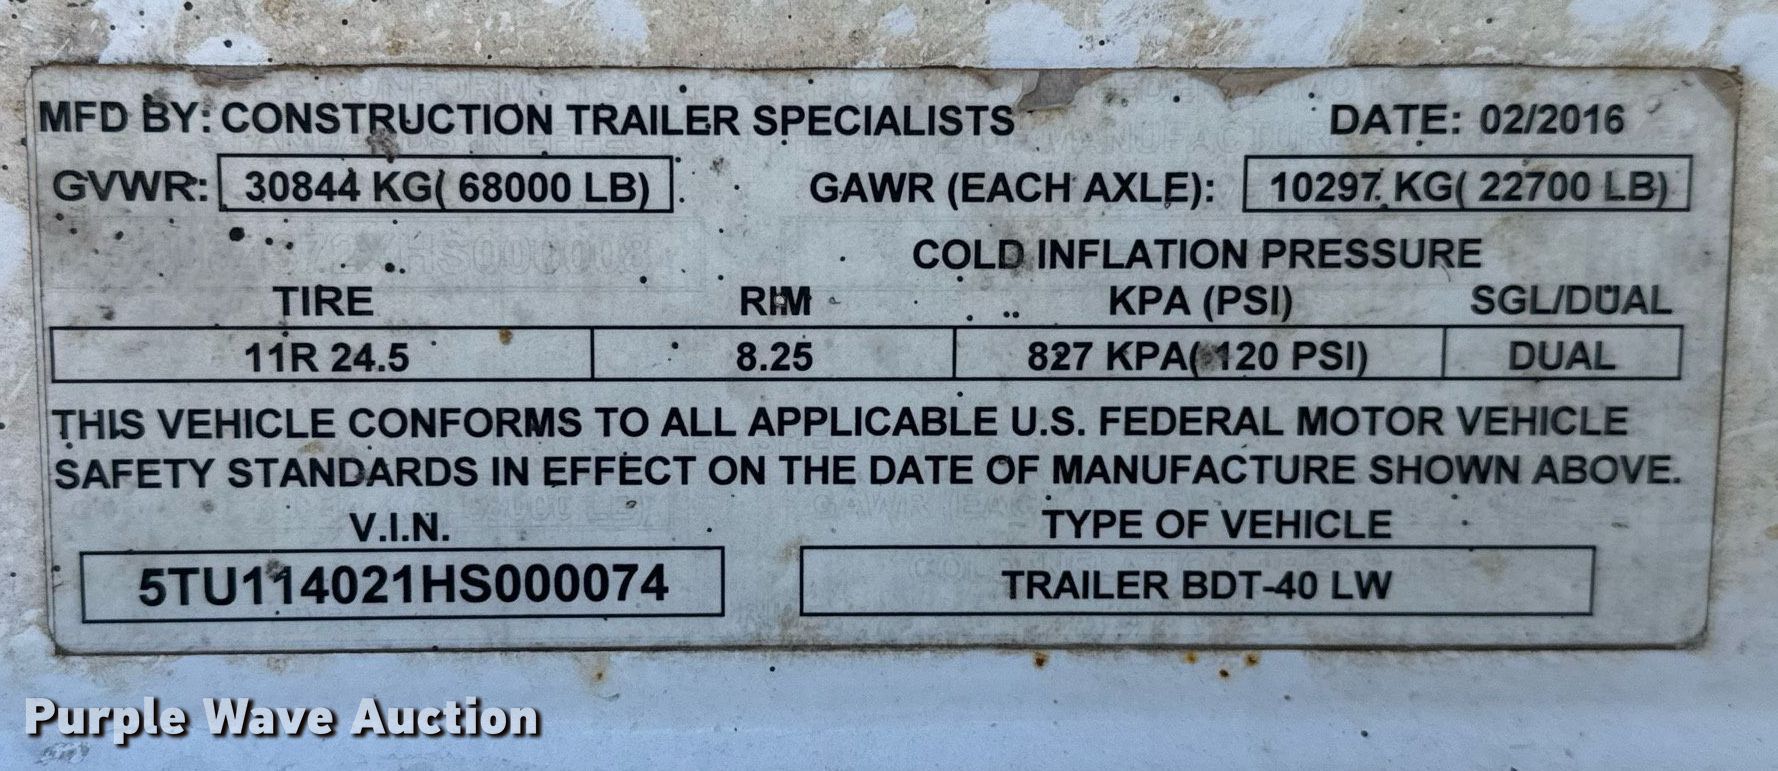 MFD BY: CONSTRUCTION TRAILER SPECIALISTS DATE: 02/2016
GVWR: 30844 KG( 68000 LB) GAWR (EACH AXLE): 10297 KG( 22700 LB)
COLD INFLATION PRESSURE
TIRE RIM KPA (PSI) SGL/DUAL
11R 24.5 8.25 827 KPA( 120 PSI) DUAL
THIS VEHICLE CONFORMS TO ALL APPLICABLE U.S. FEDERAL MOTOR VEHICLE
SAFETY STANDARDS IN EFFECT ON THE DATE OF MANUFACTURE SHOWN ABOVE.
V.I.N. TYPE OF VEHICLE
5TU114021HS000074 TRAILER BDT-40 LW
Purple Wave Auction